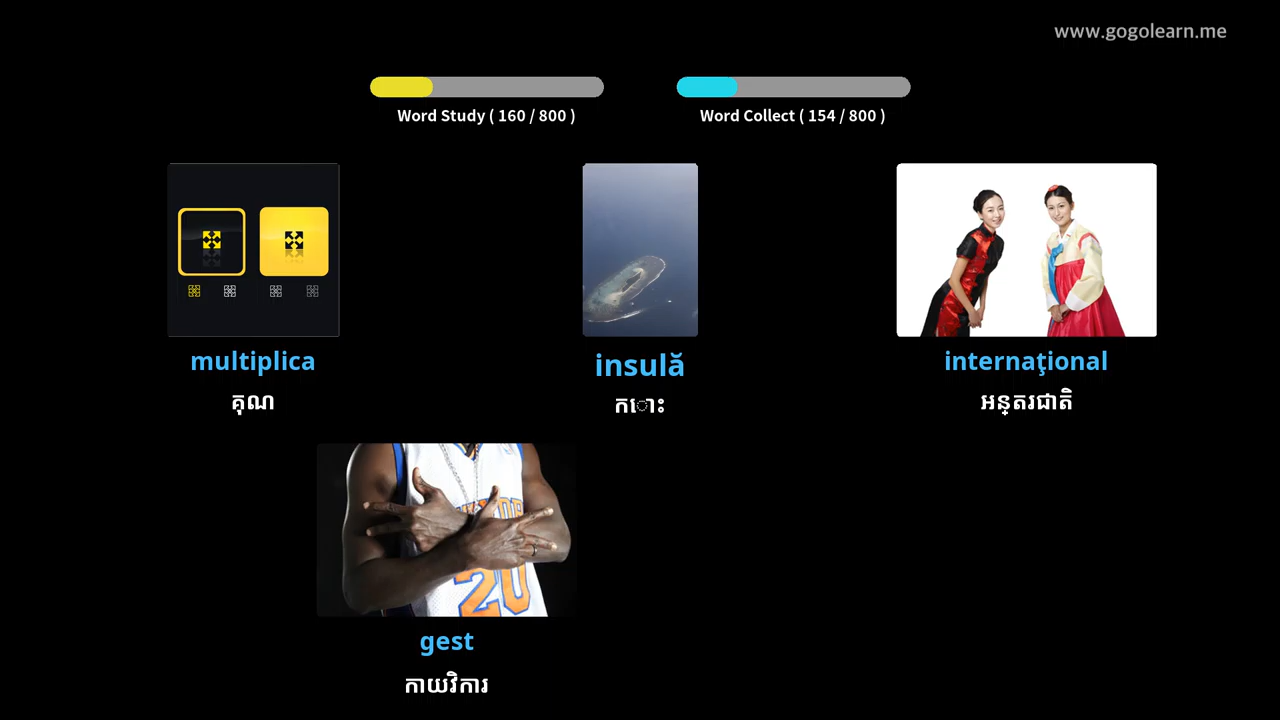 www.gogolearn.me
Word Study ( 160 / 800 )
Word Collect ( 154 / 800 )
multiplica
គុណ
insulă
កោះ
internaţional
អន្តរជាតិ
20
gest
កាយវិការ